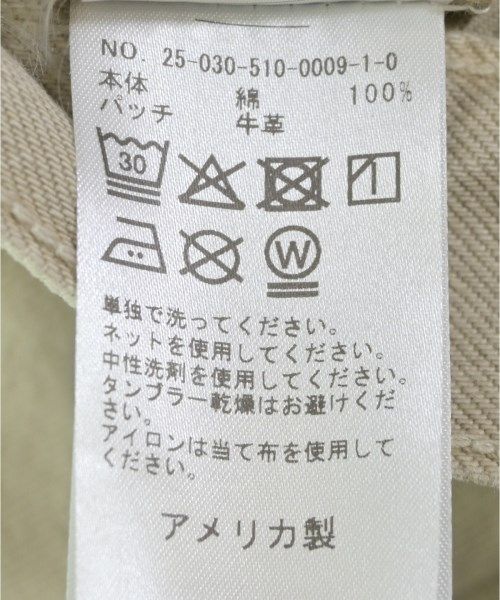 NO. 25-030-510-0009-1-0
本体 綿 100%
パッチ 牛革
30
W
単独で洗ってください。
ネットを使用してください。
中性洗剤を使用してください。
タンブラー乾燥はお避けくだ
さい。
アイロンは当て布を使用して
ください。
アメリカ製